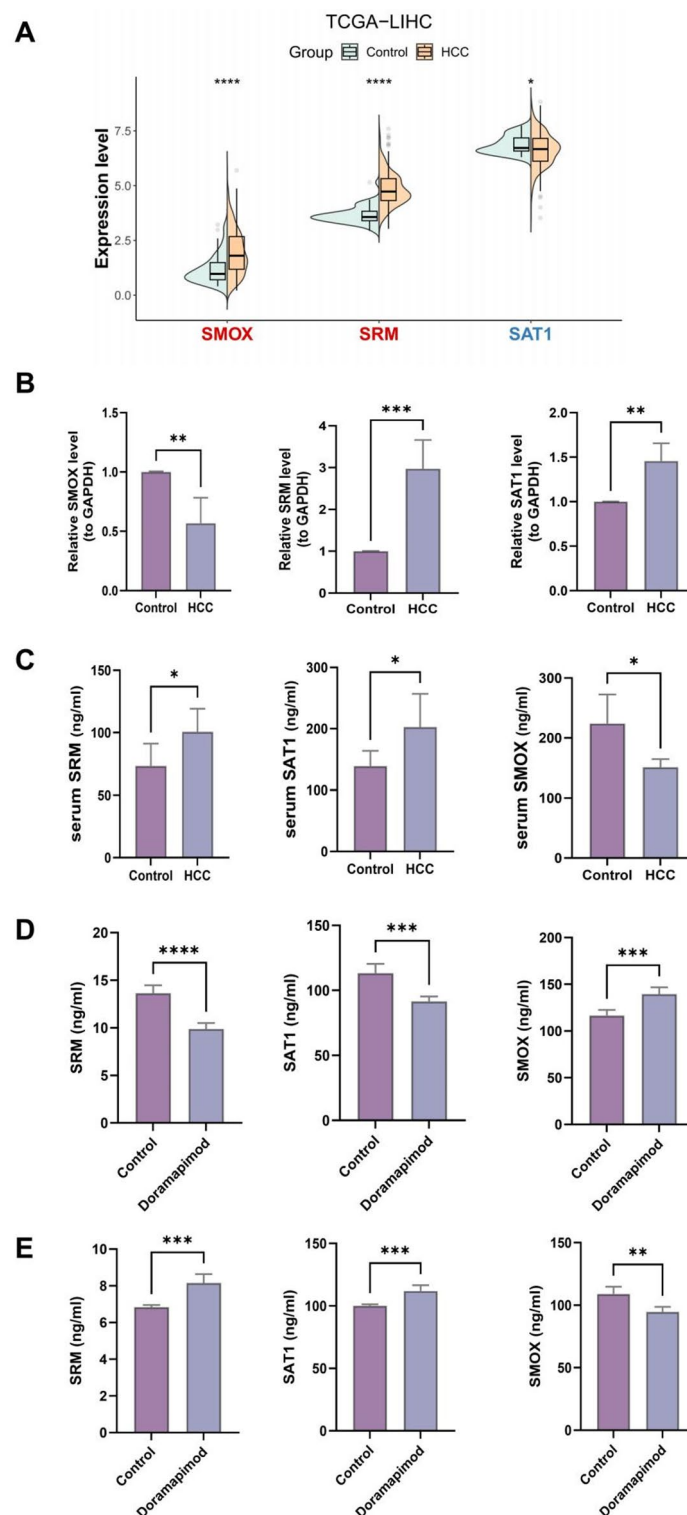 A
TCGA−LIHC
Group Control HCC
**** **** *
Expression level
7.5
5.0
2.5
0.0
SMOX SRM SAT1
B
Relative SMOX level
(to GAPDH)
1.5
1.0
0.5
0.0
**
Control HCC
Relative SRM level
(to GAPDH)
4
3
2
1
0
***
Control HCC
Relative SAT1 level
(to GAPDH)
2.0
1.5
1.0
0.5
0.0
**
Control HCC
C
serum SRM (ng/ml)
150
100
50
0
*
Control HCC
serum SAT1 (ng/ml)
300
200
100
0
*
Control HCC
serum SMOX (ng/ml)
300
200
100
0
*
Control HCC
D
SRM (ng/ml)
20
15
10
5
0
****
Control
Doramapimod
SAT1 (ng/ml)
150
100
50
0
***
Control
Doramapimod
SMOX (ng/ml)
200
150
100
50
0
***
Control
Doramapimod
E
SRM (ng/ml)
10
8
6
4
2
0
***
Control
Doramapimod
SAT1 (ng/ml)
150
100
50
0
***
Control
Doramapimod
SMOX (ng/ml)
150
100
50
0
**
Control
Doramapimod